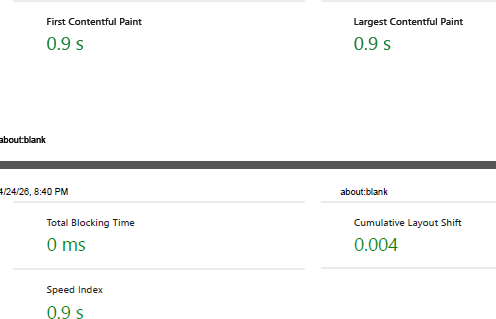 First Contentful Paint
0.9 s
Largest Contentful Paint
0.9 s
about:blank
4/24/26, 8:40 PM
about:blank
Total Blocking Time
0 ms
Cumulative Layout Shift
0.004
Speed Index
0.9 s